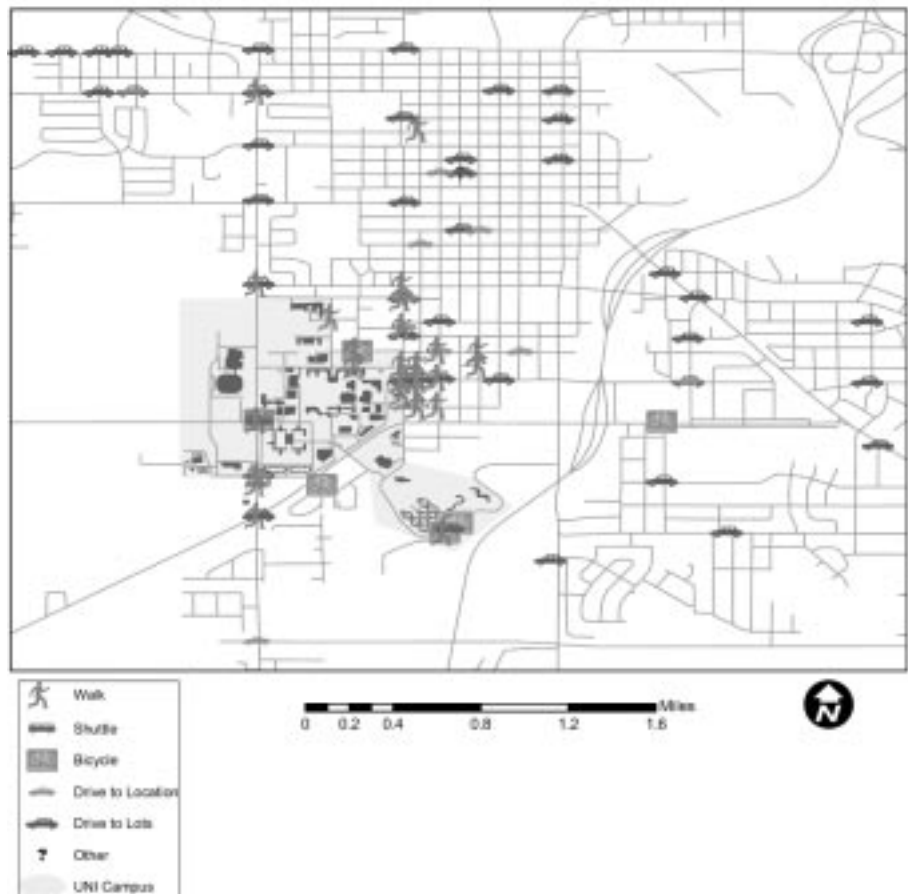 Walk
Shuttle
Bicycle
Drive to Location
Drive to Lots
? Other
UNI Campus
Miles
0 0.2 0.4 0.8 1.2 1.6
N